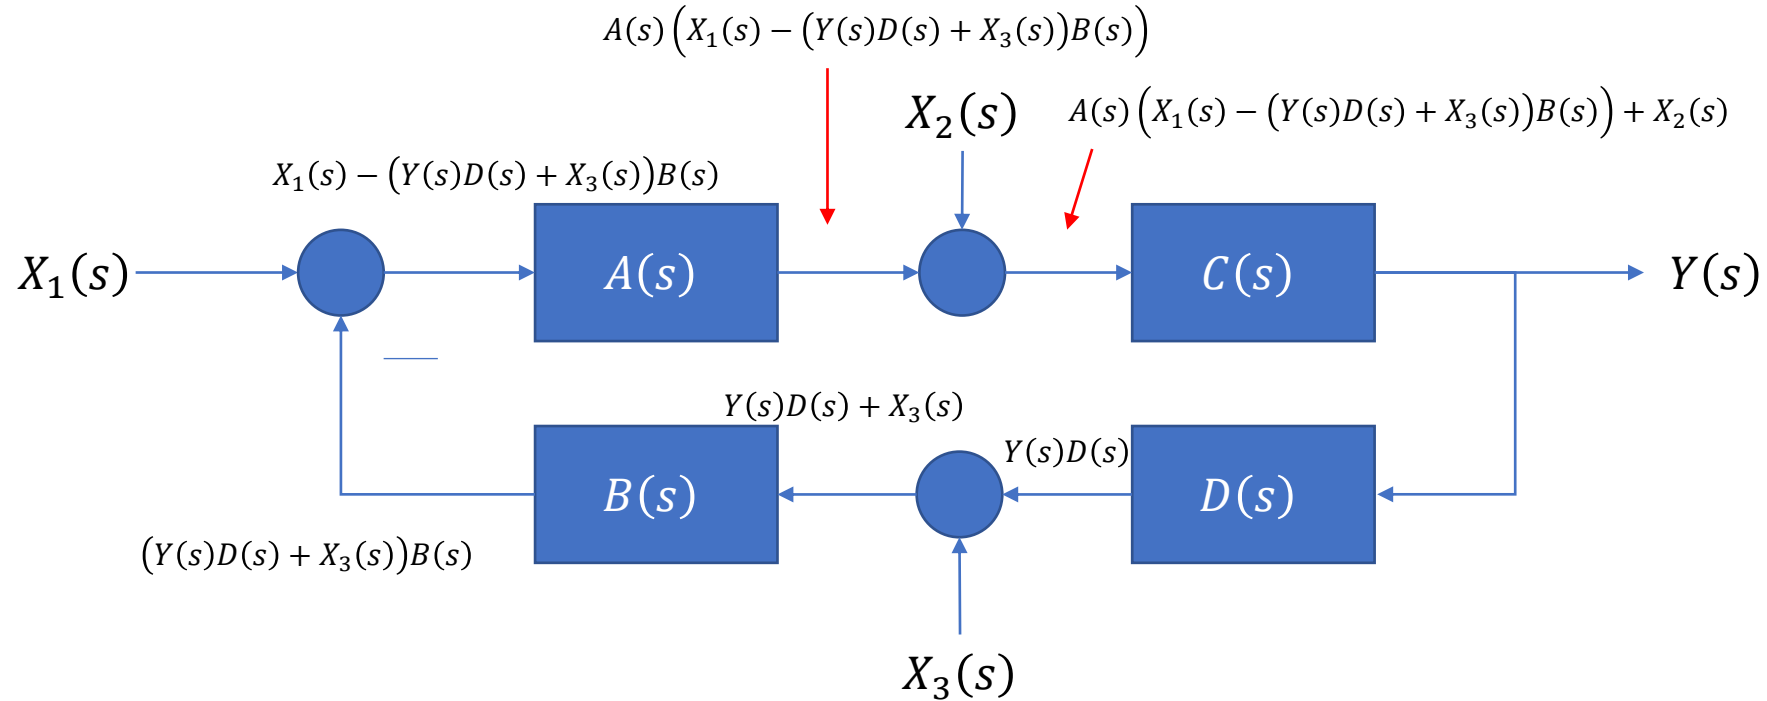 A(s)(X₁(s) − (Y(s)D(s) + X₃(s))B(s))
X₂(s)
A(s)(X₁(s) − (Y(s)D(s) + X₃(s))B(s)) + X₂(s)
X₁(s) − (Y(s)D(s) + X₃(s))B(s)
X₁(s)
A(s)
C(s)
Y(s)
Y(s)D(s) + X₃(s)
Y(s)D(s)
B(s)
D(s)
(Y(s)D(s) + X₃(s))B(s)
X₃(s)